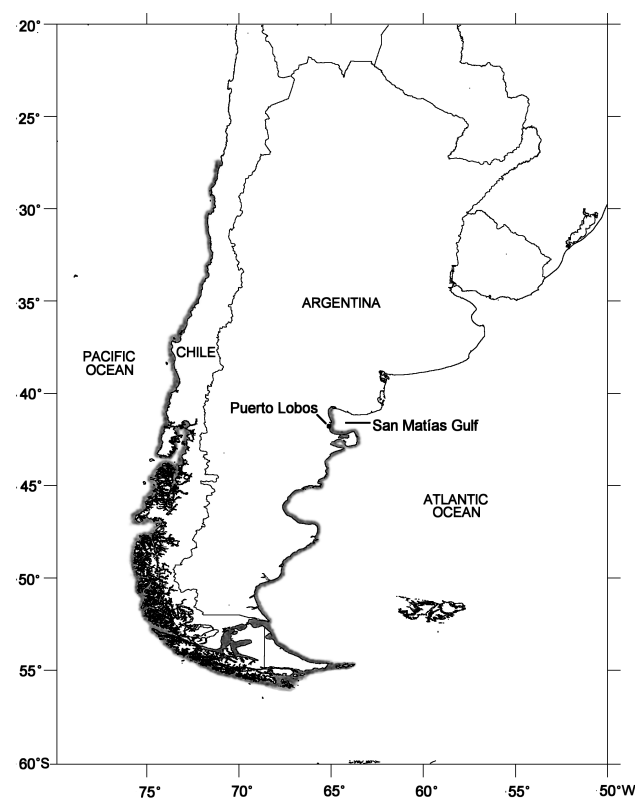 20°
25°
30°
35°
40°
45°
50°
55°
60°S
ARGENTINA
PACIFIC
OCEAN
CHILE
Puerto Lobos
San Matías Gulf
ATLANTIC
OCEAN
75°
70°
65°
60°
55°
50°W